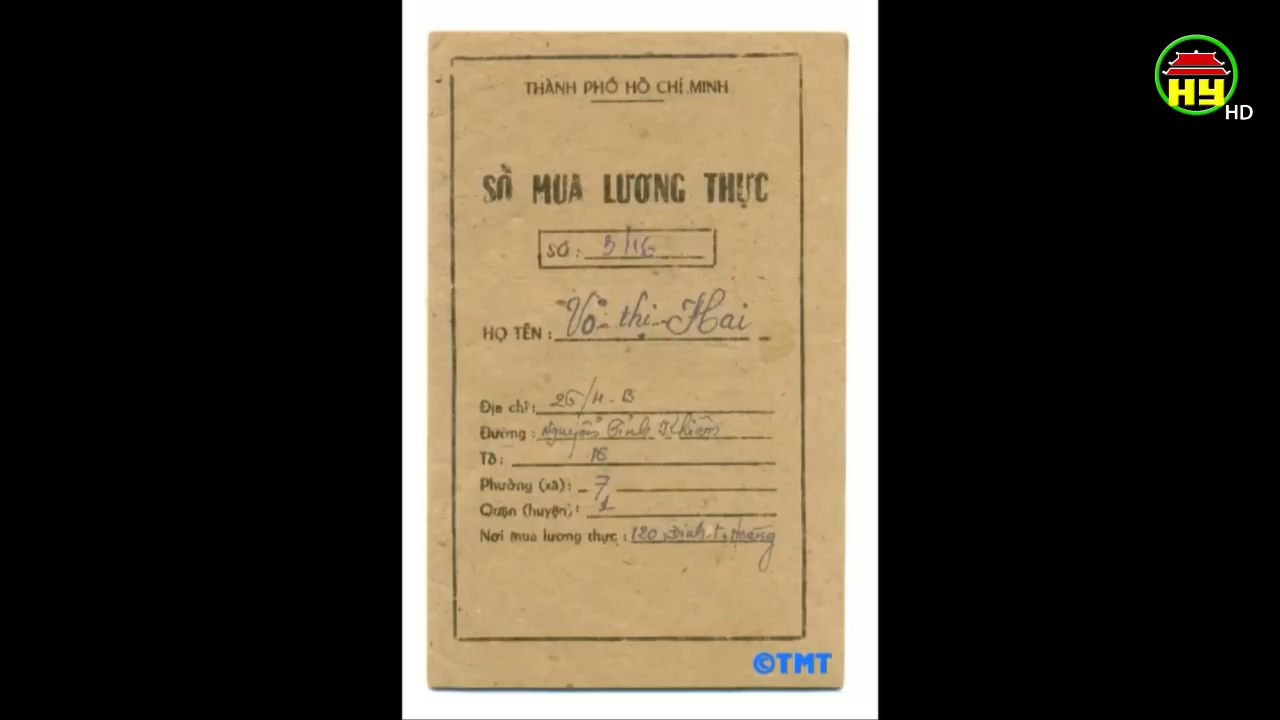 HY
HD
THÀNH PHỐ HỒ CHÍ MINH
SỔ MUA LƯƠNG THỰC
SỐ : 3/16
HỌ TÊN : Võ thị Hai
Địa chỉ : 26/4 - B
Đường : Nguyễn Bỉnh Khiêm
Tổ : 16
Phường (xã) : 7
Quận (huyện) : 1
Nơi mua lương thực : 120 Đinh T. Hoàng
©TMT